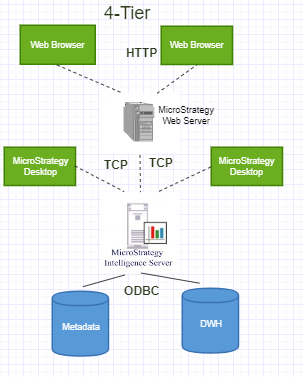 4-Tier
Web Browser
Web Browser
HTTP
MicroStrategy
Web Server
MicroStrategy
Desktop
TCP
TCP
MicroStrategy
Desktop
MicroStrategy
Intelligence Server
ODBC
Metadata
DWH